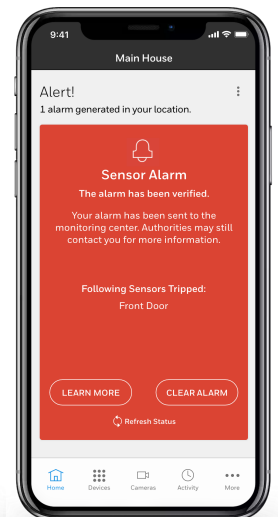 9:41
Main House
Alert!
1 alarm generated in your location.
Sensor Alarm
The alarm has been verified.
Your alarm has been sent to the
monitoring center. Authorities may still
contact you for more information.
Following Sensors Tripped:
Front Door
LEARN MORE CLEAR ALARM
Refresh Status
Home Devices Cameras Activity More